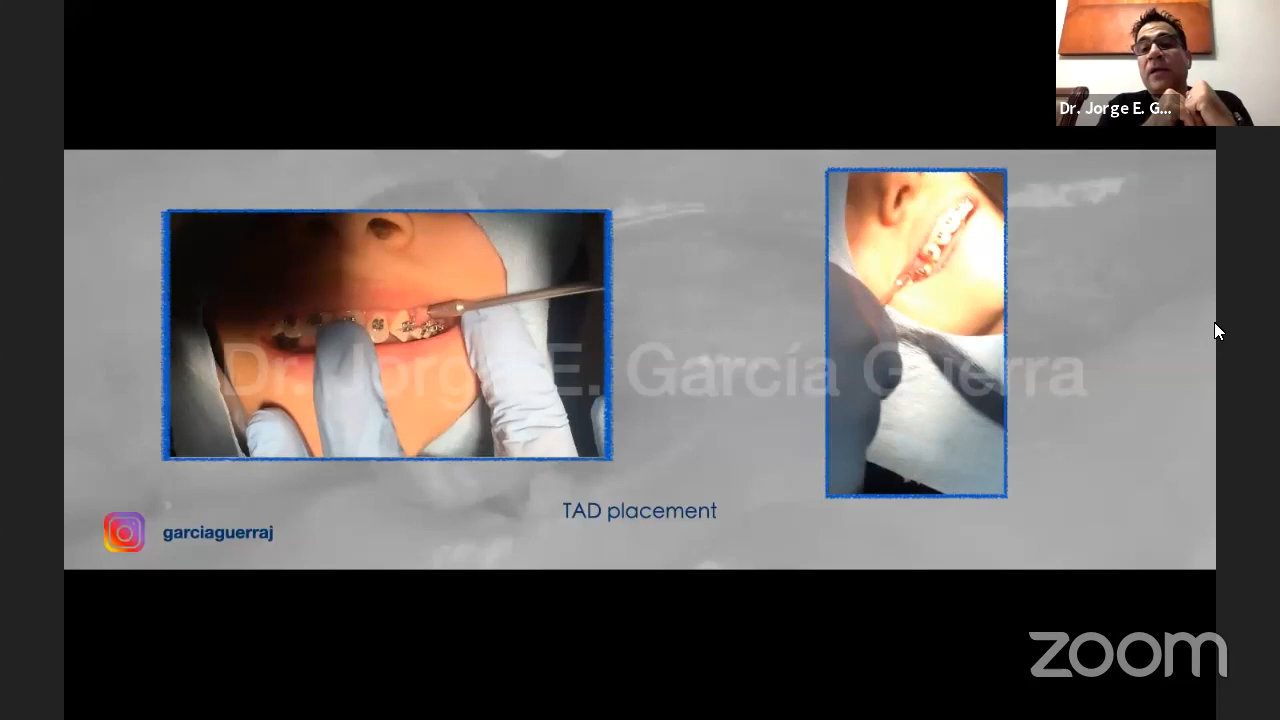 Dr. Jorge E. G...
Dr. Jorge E. García Guerra
TAD placement
garciaguerraj
zoom